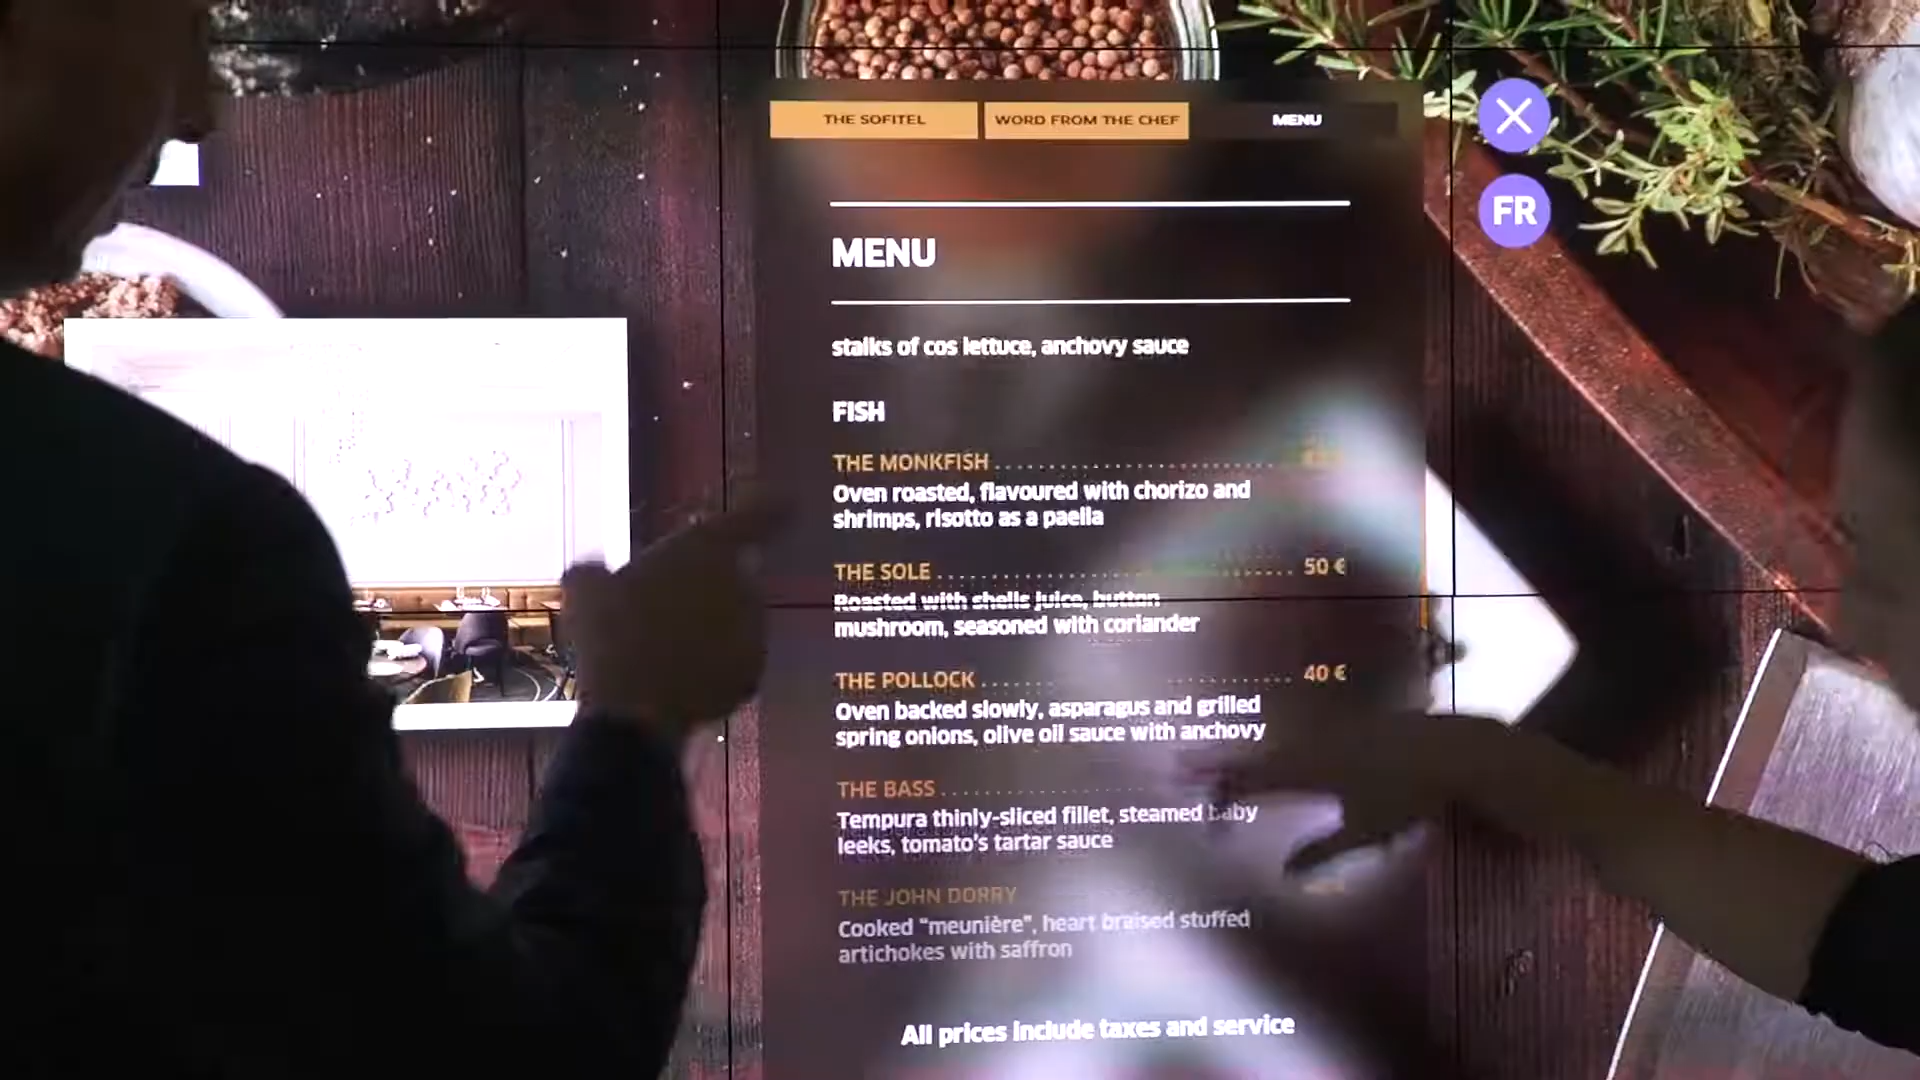 THE SOFITEL
WORD FROM THE CHEF
MENU
FR
MENU
stalks of cos lettuce, anchovy sauce
FISH
THE MONKFISH
Oven roasted, flavoured with chorizo and
shrimps, risotto as a paella
THE SOLE 50 €
Roasted with shells juice, button
mushroom, seasoned with coriander
THE POLLOCK 40 €
Oven backed slowly, asparagus and grilled
spring onions, olive oil sauce with anchovy
THE BASS
Tempura thinly-sliced fillet, steamed baby
leeks, tomato's tartar sauce
THE JOHN DORRY
Cooked "meunière", heart braised stuffed
artichokes with saffron
All prices include taxes and service